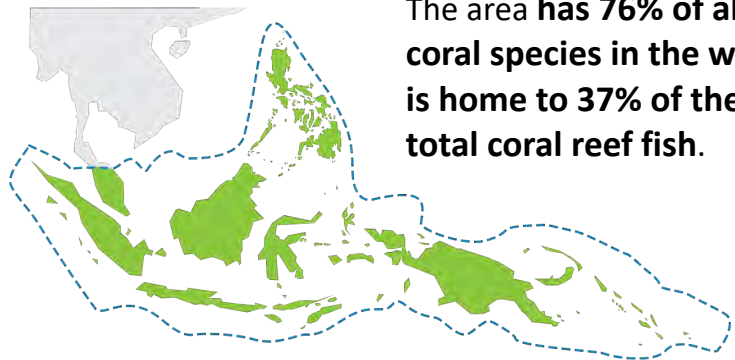 The area has 76% of al
coral species in the w
is home to 37% of the
total coral reef fish.